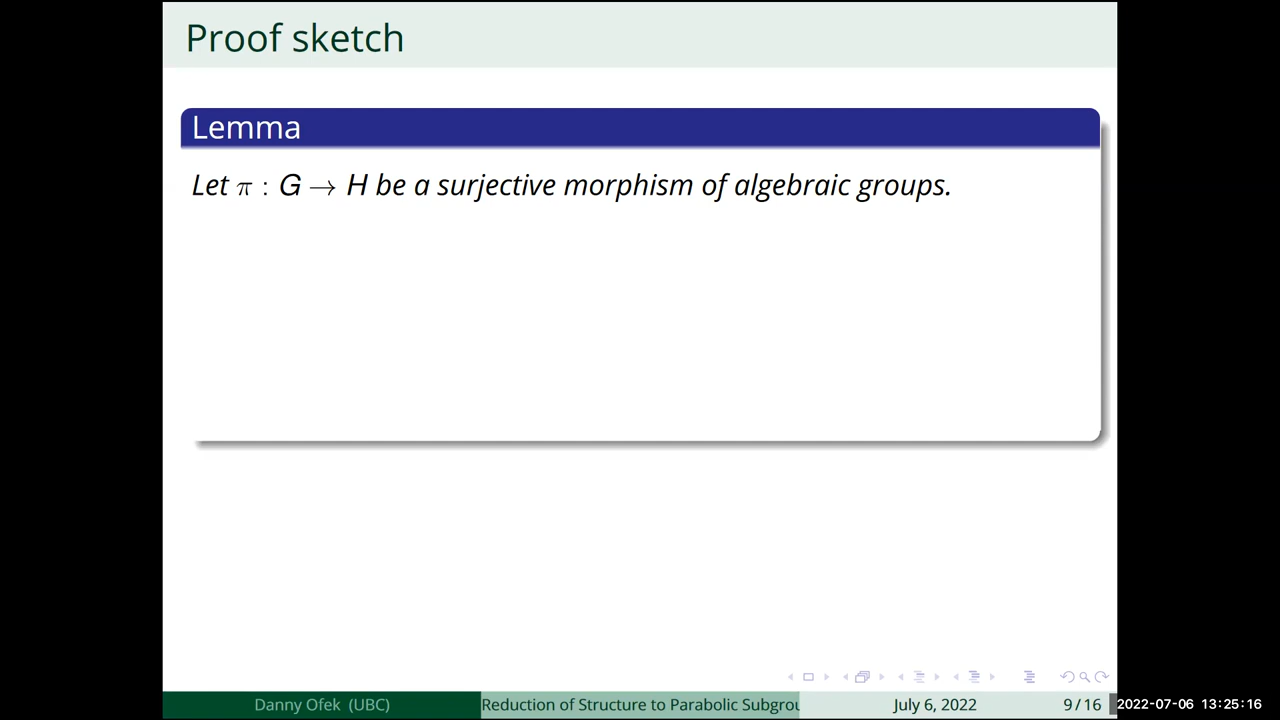 Proof sketch
Lemma
Let π : G → H be a surjective morphism of algebraic groups.
Danny Ofek (UBC)
Reduction of Structure to Parabolic Subgrou
July 6, 2022
9 / 16
2022-07-06 13:25:16